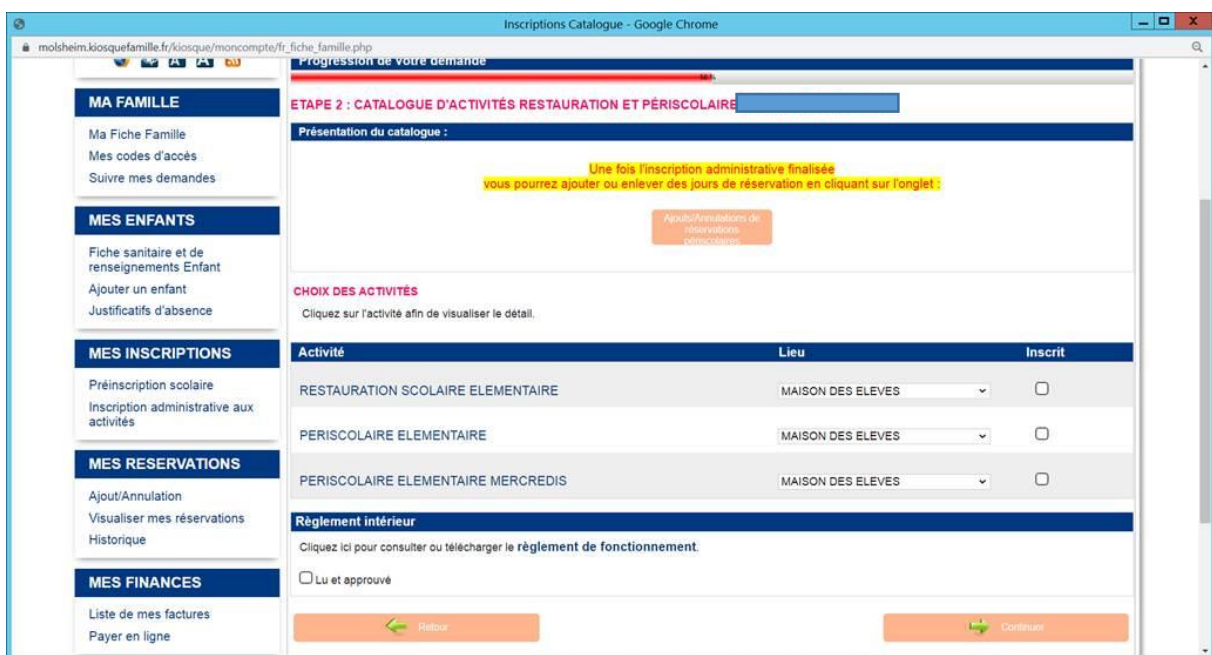 Inscriptions Catalogue - Google Chrome
molsheim.kiosquefamille.fr/kiosque/moncompte/fr_fiche_famille.php
A A
MA FAMILLE
Ma Fiche Famille
Mes codes d'accès
Suivre mes demandes
MES ENFANTS
Fiche sanitaire et de
renseignements Enfant
Ajouter un enfant
Justificatifs d'absence
MES INSCRIPTIONS
Préinscription scolaire
Inscription administrative aux
activités
MES RESERVATIONS
Ajout/Annulation
Visualiser mes réservations
Historique
MES FINANCES
Liste de mes factures
Payer en ligne
Progression de votre demande
ETAPE 2 : CATALOGUE D'ACTIVITÉS RESTAURATION ET PÉRISCOLAIRE
Présentation du catalogue :
Une fois l'inscription administrative finalisée
vous pourrez ajouter ou enlever des jours de réservation en cliquant sur l'onglet :
Ajouts/Annulations de
réservations
périscolaires
CHOIX DES ACTIVITÉS
Cliquez sur l'activité afin de visualiser le détail.
Activité Lieu Inscrit
RESTAURATION SCOLAIRE ELEMENTAIRE MAISON DES ELEVES
PERISCOLAIRE ELEMENTAIRE MAISON DES ELEVES
PERISCOLAIRE ELEMENTAIRE MERCREDIS MAISON DES ELEVES
Règlement intérieur
Cliquez ici pour consulter ou télécharger le règlement de fonctionnement.
Lu et approuvé
Retour Continuer